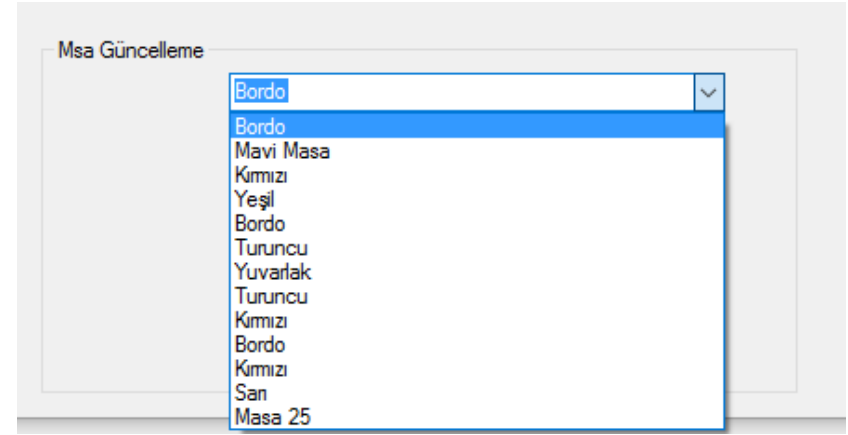 Msa Güncelleme
Bordo
Bordo
Mavi Masa
Kırmızı
Yeşil
Bordo
Turuncu
Yuvarlak
Turuncu
Kırmızı
Bordo
Kırmızı
Sarı
Masa 25